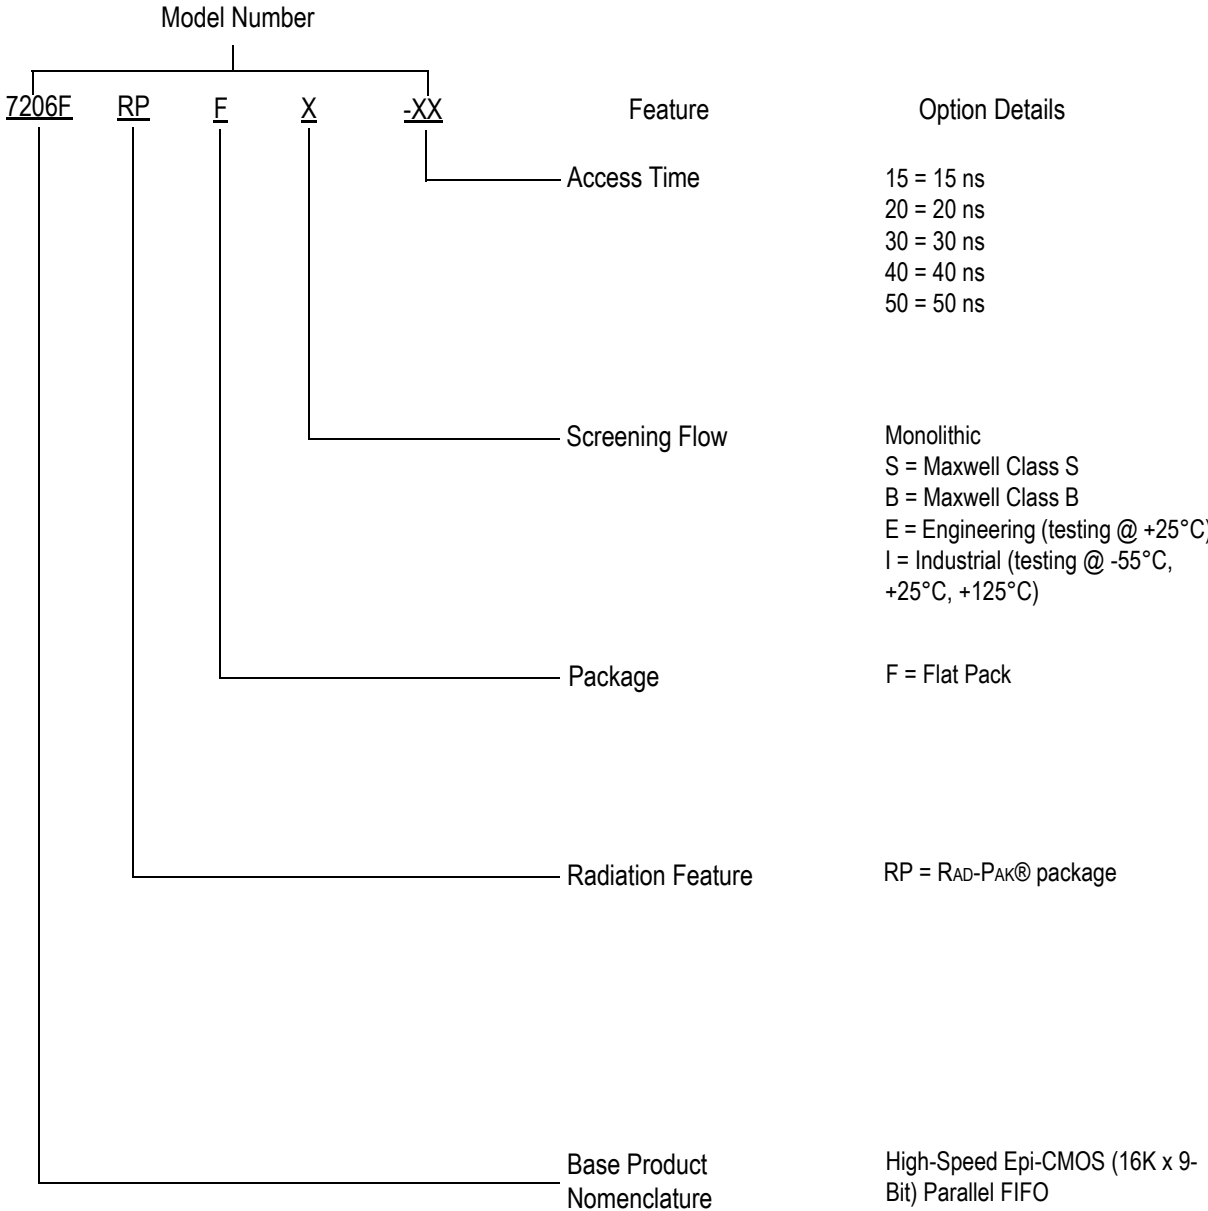 Model Number
7206F RP F X -XX Feature Option Details
Access Time 15 = 15 ns
20 = 20 ns
30 = 30 ns
40 = 40 ns
50 = 50 ns
Screening Flow Monolithic
S = Maxwell Class S
B = Maxwell Class B
E = Engineering (testing @ +25°C)
I = Industrial (testing @ -55°C,
+25°C, +125°C)
Package F = Flat Pack
Radiation Feature RP = RAD-PAK® package
Base Product High-Speed Epi-CMOS (16K x 9-
Nomenclature Bit) Parallel FIFO